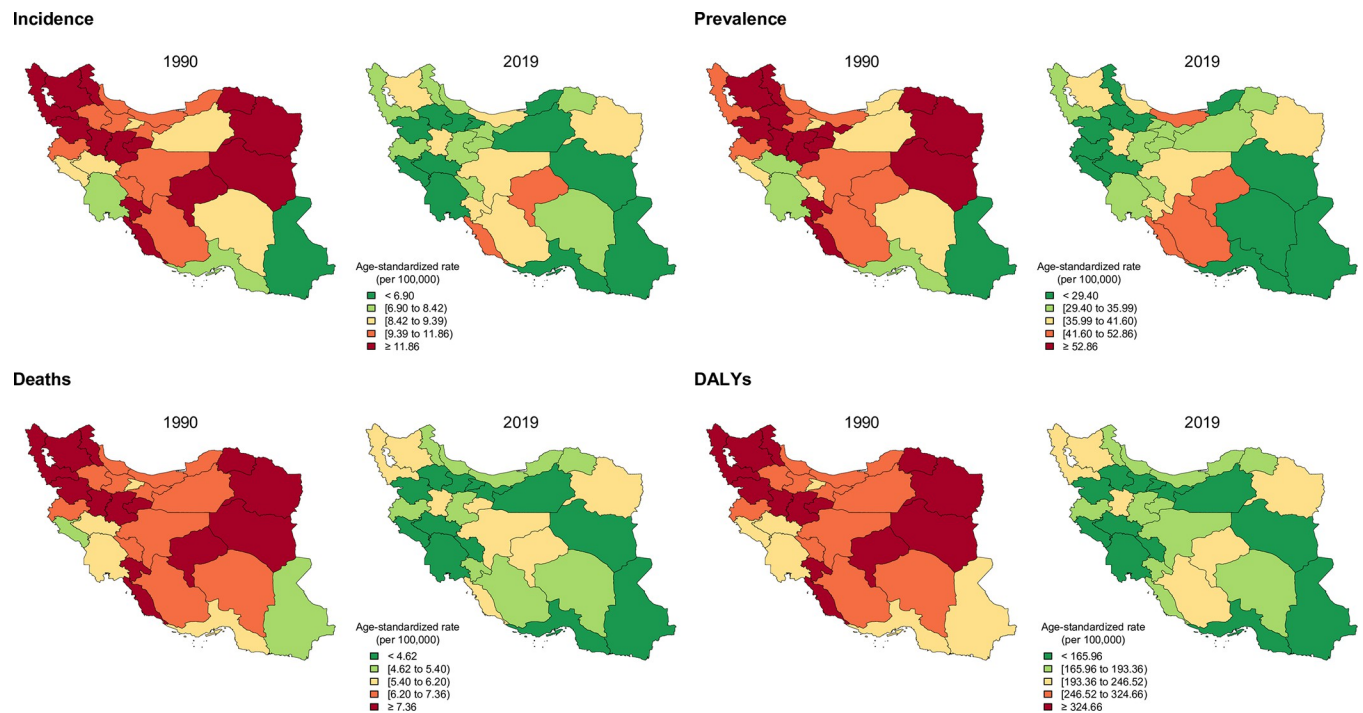 Incidence
Prevalence
1990
2019
1990
2019
Age-standardized rate
(per 100,000)
< 6.90
[6.90 to 8.42)
[8.42 to 9.39)
[9.39 to 11.86)
≥ 11.86
Age-standardized rate
(per 100,000)
< 29.40
[29.40 to 35.99)
[35.99 to 41.60)
[41.60 to 52.86)
≥ 52.86
Deaths
DALYs
1990
2019
1990
2019
Age-standardized rate
(per 100,000)
< 4.62
[4.62 to 5.40)
[5.40 to 6.20)
[6.20 to 7.36)
≥ 7.36
Age-standardized rate
(per 100,000)
< 165.96
[165.96 to 193.36)
[193.36 to 246.52)
[246.52 to 324.66)
≥ 324.66